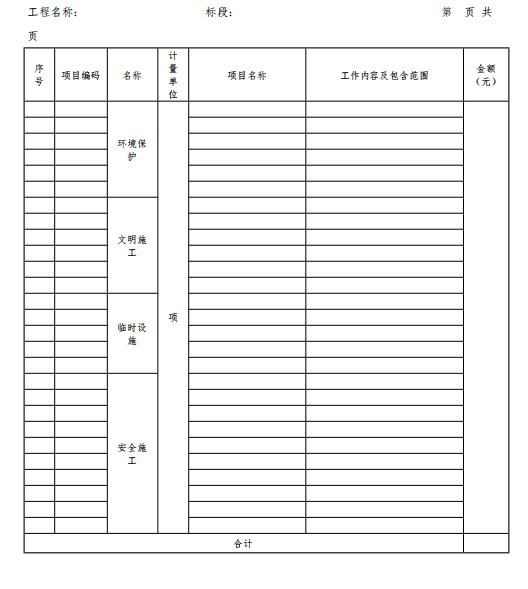 工程名称： 标段： 第 页 共
页
序号 项目编码 名称 计量单位 项目名称 工作内容及包含范围 金额（元）
环境保护
文明施工
项
临时设施
安全施工
合计